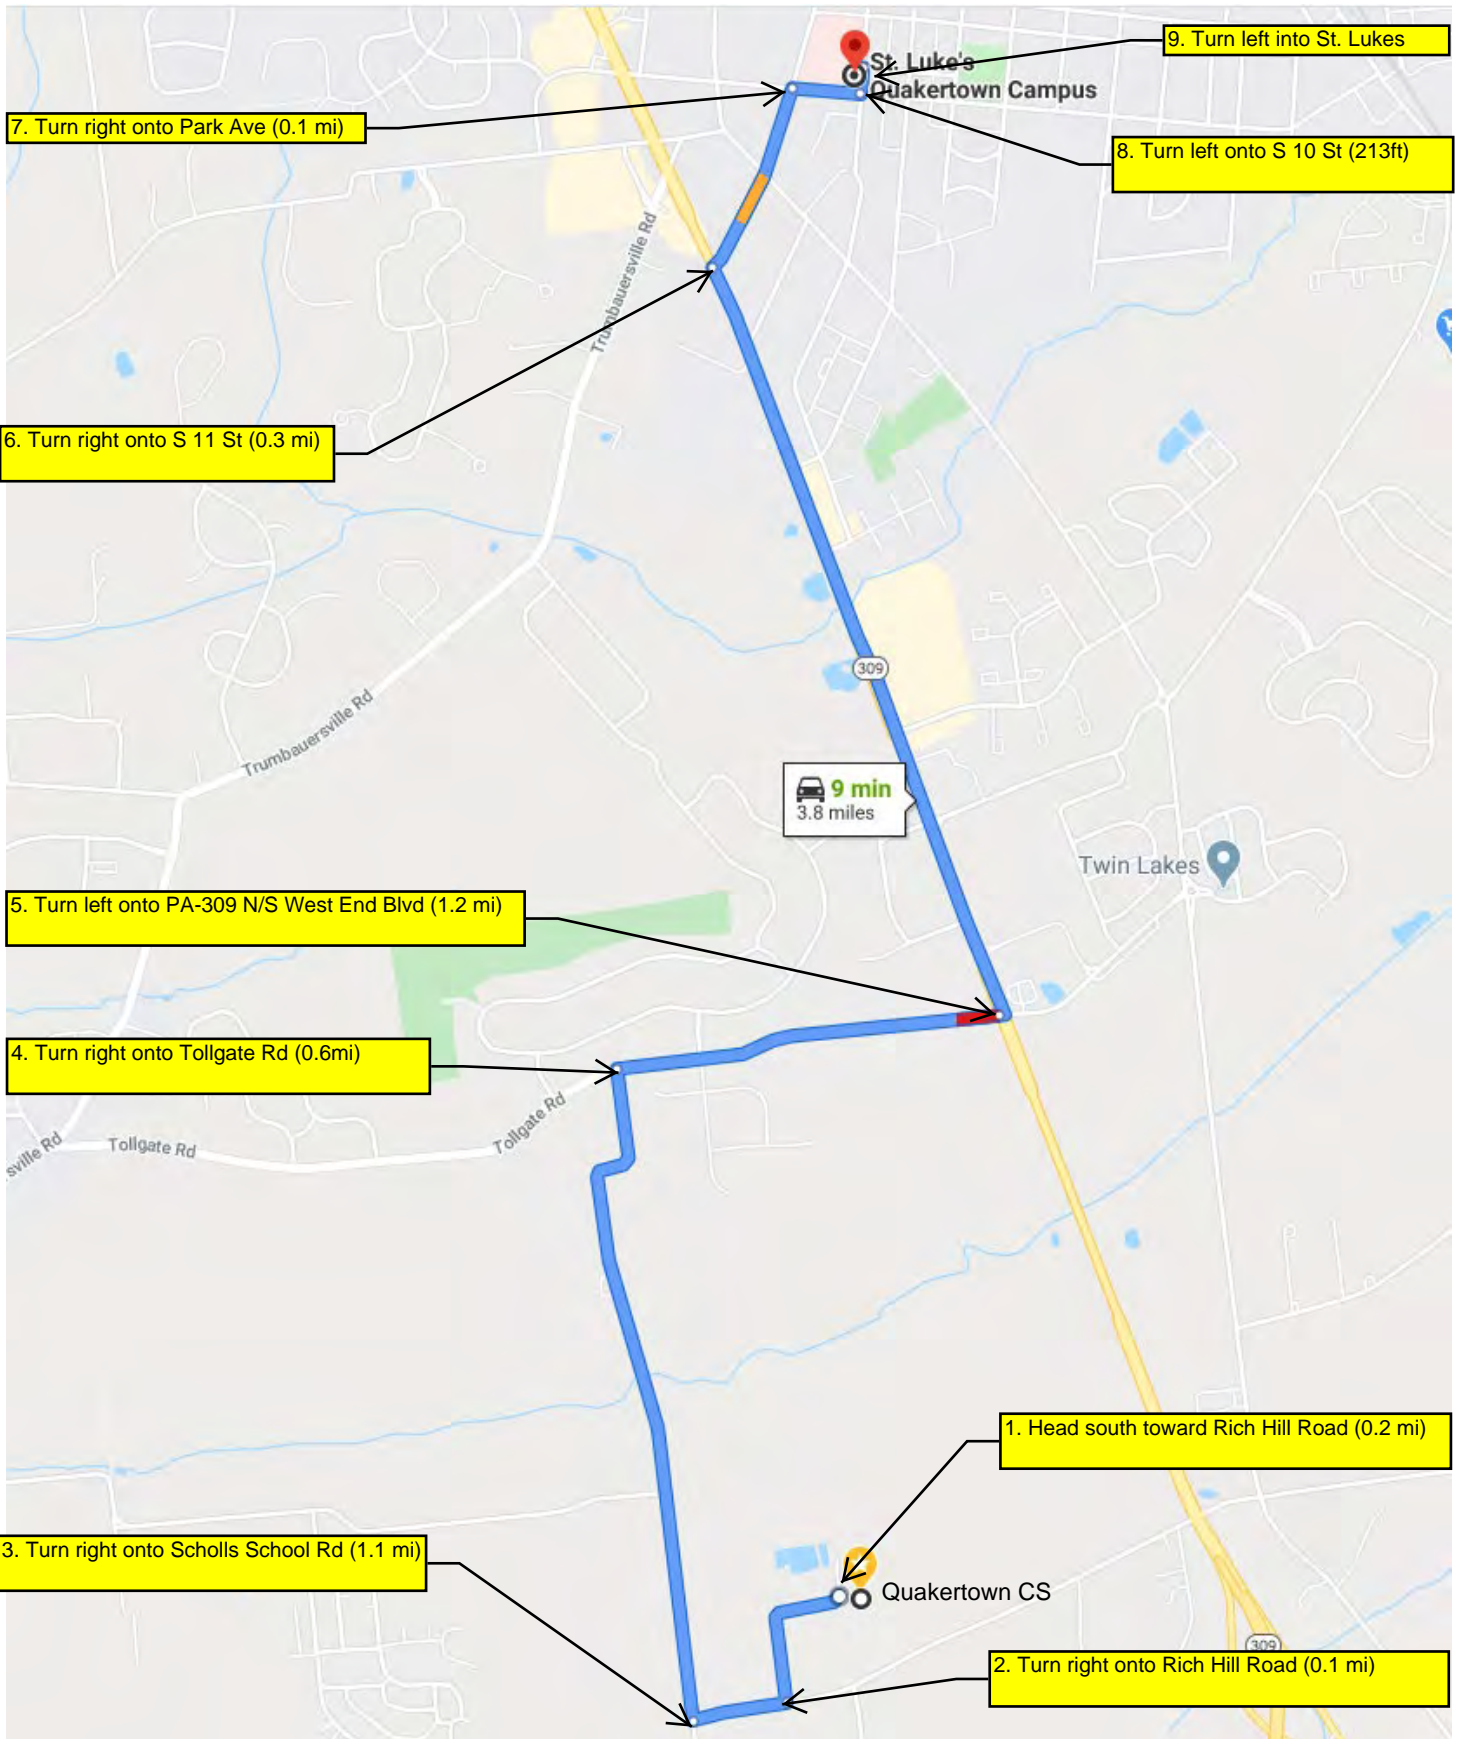 9. Turn left into St. Lukes
St. Luke's
Quakertown Campus
7. Turn right onto Park Ave (0.1 mi)
8. Turn left onto S 10 St (213ft)
Trumbauersville Rd
6. Turn right onto S 11 St (0.3 mi)
309
Trumbauersville Rd
9 min
3.8 miles
Twin Lakes
5. Turn left onto PA-309 N/S West End Blvd (1.2 mi)
4. Turn right onto Tollgate Rd (0.6mi)
Tollgate Rd
sville Rd
Tollgate Rd
1. Head south toward Rich Hill Road (0.2 mi)
3. Turn right onto Scholls School Rd (1.1 mi)
Quakertown CS
309
2. Turn right onto Rich Hill Road (0.1 mi)